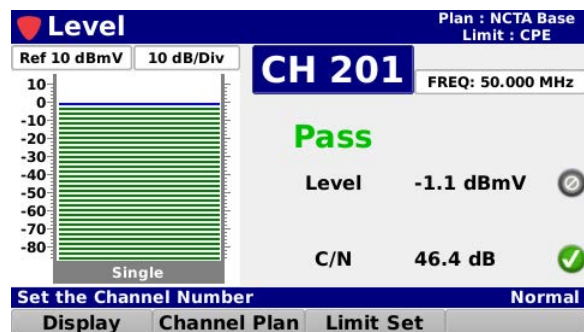 Level
Plan : NCTA Base
Limit : CPE
Ref 10 dBmV
10 dB/Div
CH 201
FREQ: 50.000 MHz
10
0
-10
-20
-30
-40
-50
-60
-70
-80
Single
Pass
Level -1.1 dBmV
C/N 46.4 dB
Set the Channel Number
Normal
Display
Channel Plan
Limit Set